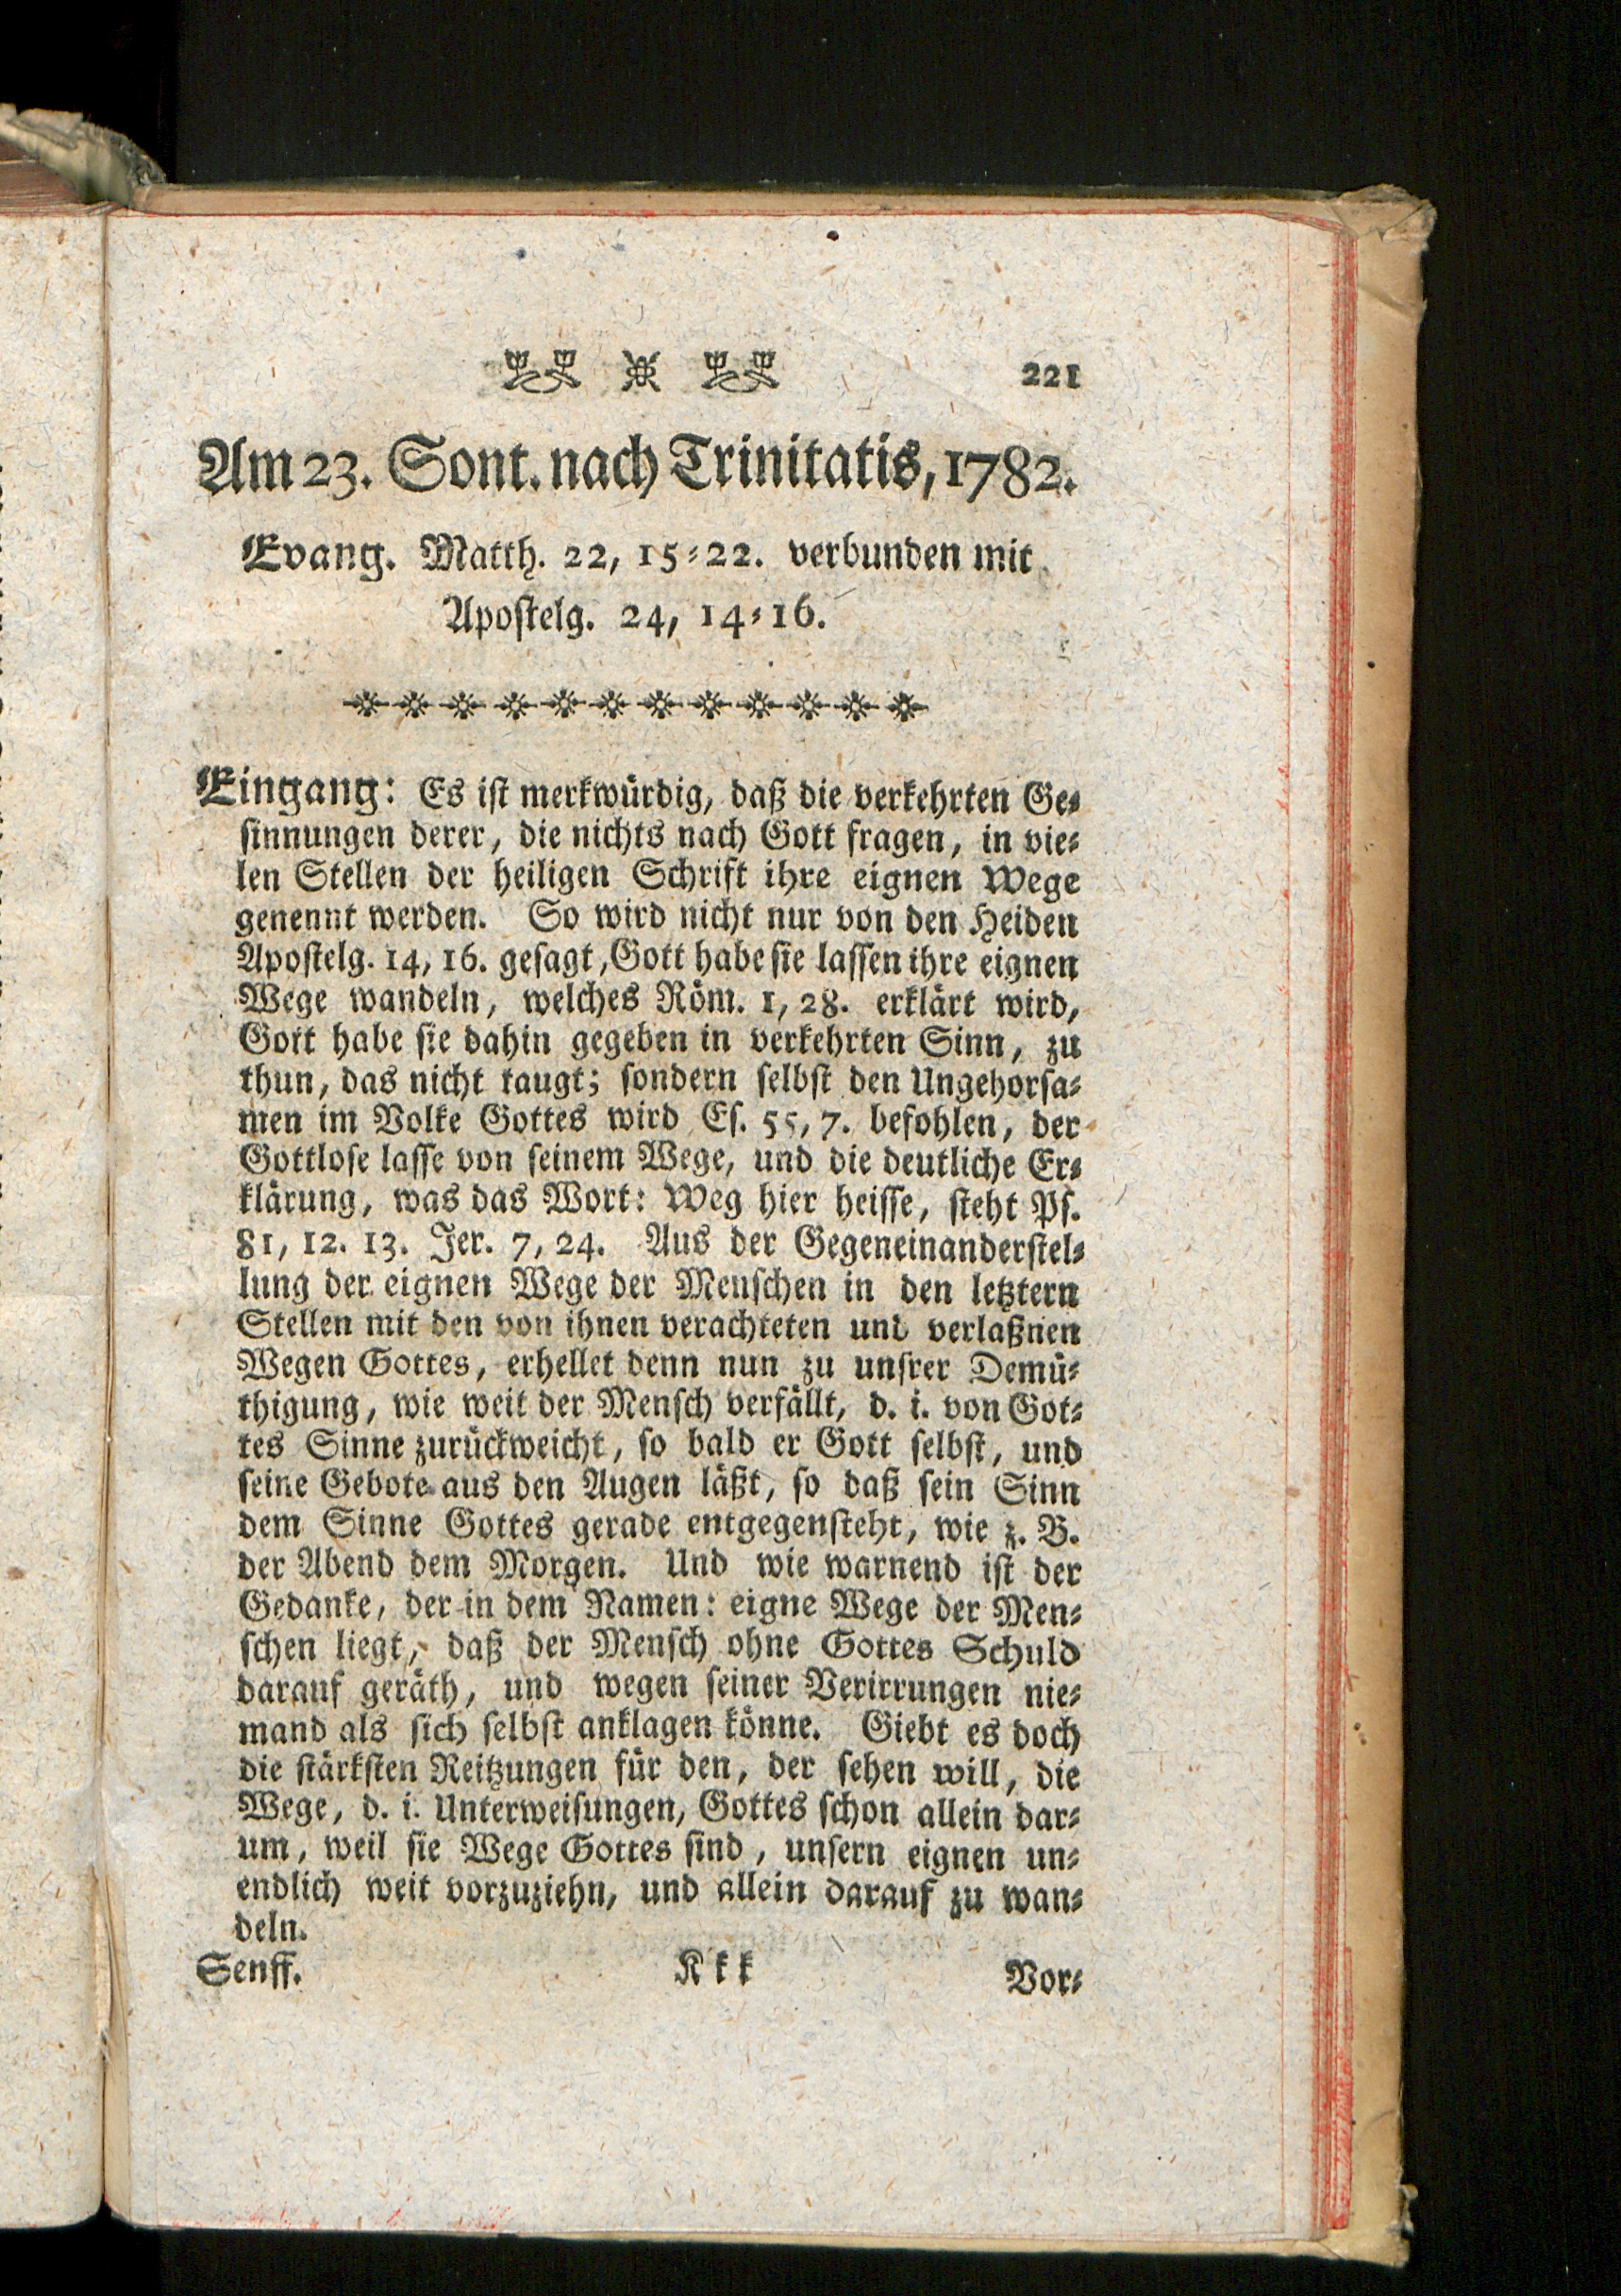 221
Am 23. Sont. nach Trinitatis, 1782.
Evang. Matth. 22, 15⸗22. verbunden mit
Apostelg. 24, 14⸗16.
Eingang: Es ist merkwürdig, daß die verkehrten Ge⸗
sinnungen derer, die nichts nach Gott fragen, in vie⸗
len Stellen der heiligen Schrift ihre eignen Wege
genennt werden. So wird nicht nur von den Heiden
Apostelg. 14, 16. gesagt, Gott habe sie lassen ihre eignen
Wege wandeln, welches Röm. 1, 28. erklärt wird,
Gott habe sie dahin gegeben in verkehrten Sinn, zu
thun, das nicht taugt; sondern selbst den Ungehorsa⸗
men im Volke Gottes wird Es. 55, 7. befohlen, der
Gottlose lasse von seinem Wege, und die deutliche Er⸗
klärung, was das Wort: Weg hier heisse, steht Ps.
81, 12. 13. Jer. 7, 24. Aus der Gegeneinanderstel⸗
lung der eignen Wege der Menschen in den letztern
Stellen mit den von ihnen verachteten und verlaßnen
Wegen Gottes, erhellet denn nun zu unsrer Demü⸗
thigung, wie weit der Mensch verfällt, d. i. von Got⸗
tes Sinne zurückweicht, so bald er Gott selbst, und
seine Gebote aus den Augen läßt, so daß sein Sinn
dem Sinne Gottes gerade entgegensteht, wie z. B.
der Abend dem Morgen. Und wie warnend ist der
Gedanke, der in dem Namen: eigne Wege der Men⸗
schen liegt, daß der Mensch ohne Gottes Schuld
darauf geräth, und wegen seiner Verirrungen nie⸗
mand als sich selbst anklagen könne. Giebt es doch
die stärksten Reitzungen für den, der sehen will, die
Wege, d. i. Unterweisungen, Gottes schon allein dar⸗
um, weil sie Wege Gottes sind, unsern eignen un⸗
endlich weit vorzuziehn, und allein darauf zu wan⸗
deln.
Senff. Kkk Vor⸗